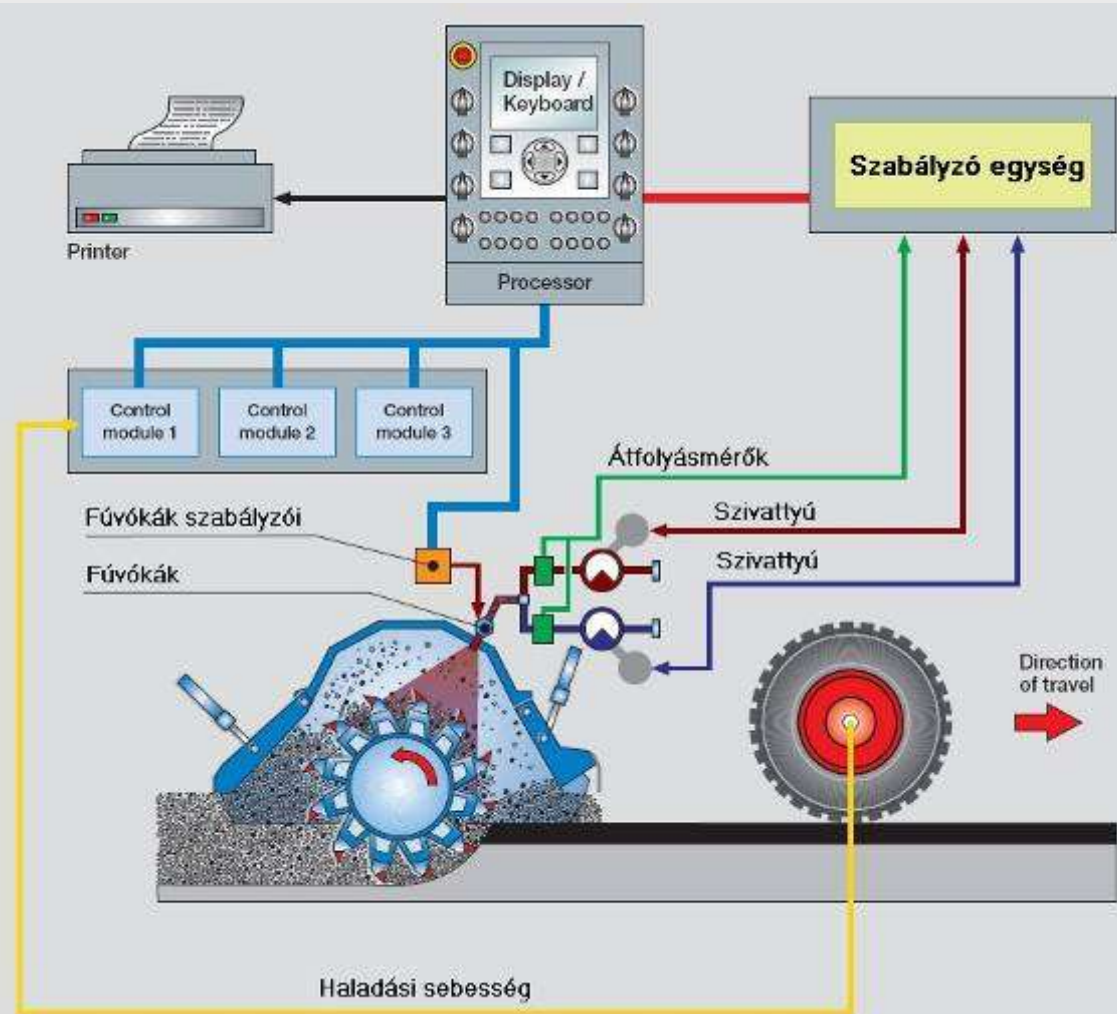 Display /
Keyboard
Szabályzó egység
Printer
Processor
Control
module 1
Control
module 2
Control
module 3
Átfolyásmérők
Fúvókák szabályzói
Szivattyú
Fúvókák
Szivattyú
Direction
of travel
Haladási sebesség